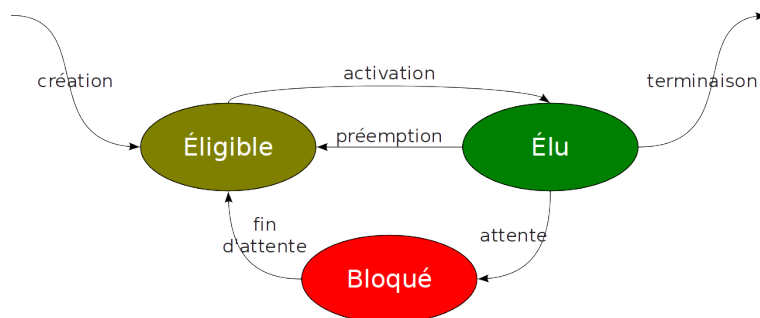 activation
création
terminaison
préemption
Éligible
Élu
fin
d'attente
attente
Bloqué